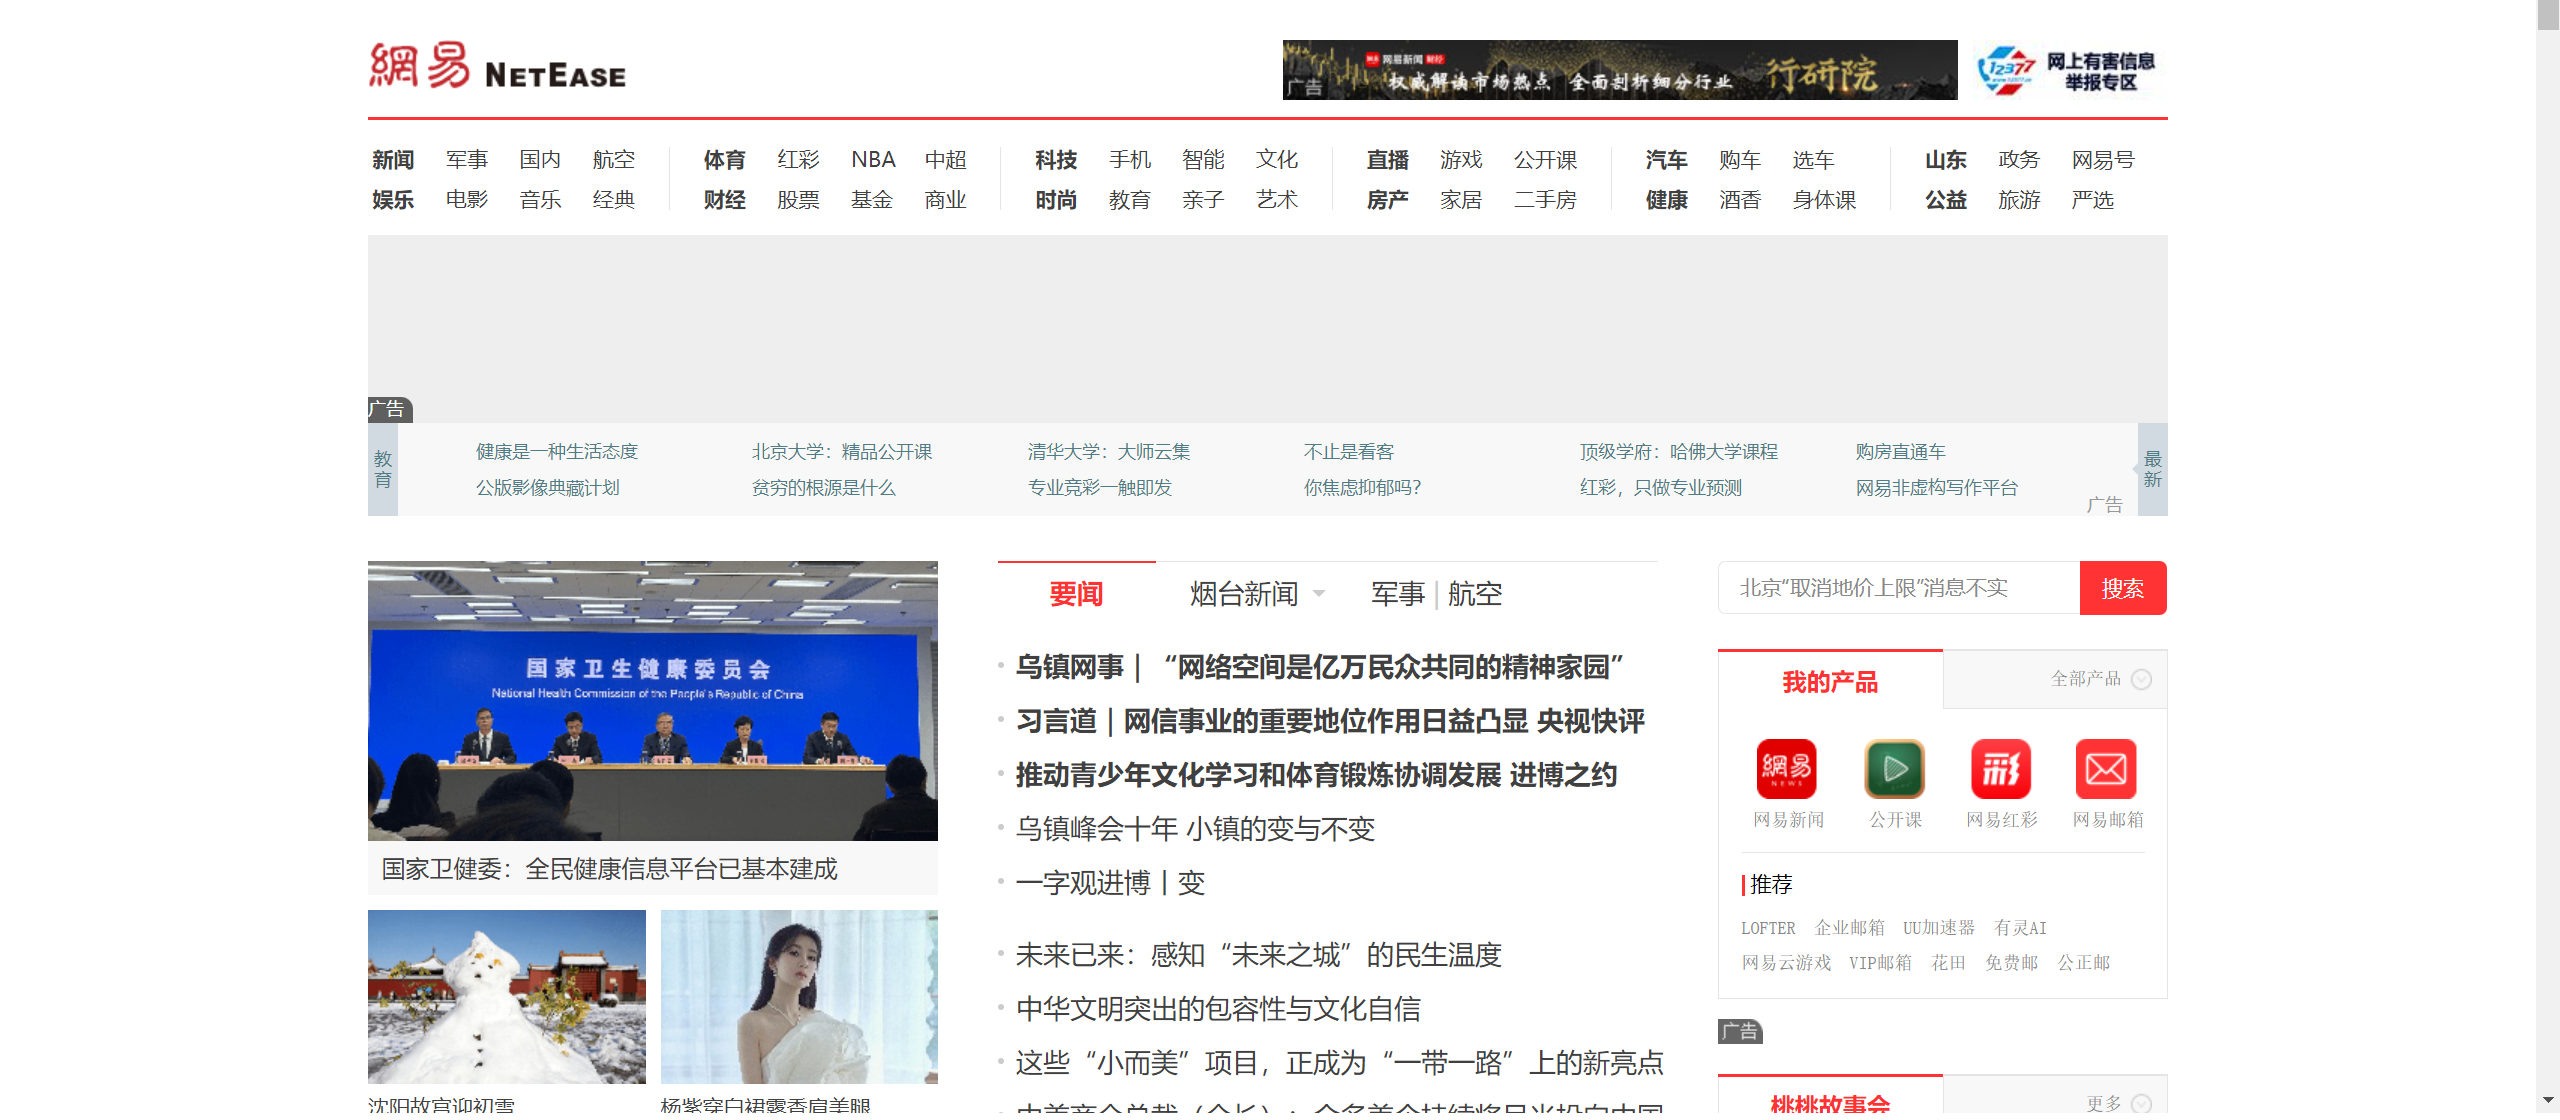 網易 NETEASE
广告 网易新闻 财经
权威解读市场热点 全面剖析细分行业 行研院
12377 网上有害信息
举报专区
新闻 军事 国内 航空 体育 红彩 NBA 中超 科技 手机 智能 文化 直播 游戏 公开课 汽车 购车 选车 山东 政务 网易号
娱乐 电影 音乐 经典 财经 股票 基金 商业 时尚 教育 亲子 艺术 房产 家居 二手房 健康 酒香 身体课 公益 旅游 严选
广告
教育
健康是一种生活态度 北京大学：精品公开课 清华大学：大师云集 不止是看客 顶级学府：哈佛大学课程 购房直通车
公版影像典藏计划 贫穷的根源是什么 专业竞彩一触即发 你焦虑抑郁吗？ 红彩，只做专业预测 网易非虚构写作平台
最新
广告
国家卫生健康委员会
National Health Commission of the People's Republic of China
国家卫健委：全民健康信息平台已基本建成
沈阳故宫迎初雪
杨紫穿白裙露香肩美腿
要闻 烟台新闻 军事 | 航空
乌镇网事｜“网络空间是亿万民众共同的精神家园”
习言道｜网信事业的重要地位作用日益凸显 央视快评
推动青少年文化学习和体育锻炼协调发展 进博之约
乌镇峰会十年 小镇的变与不变
一字观进博丨变
未来已来：感知“未来之城”的民生温度
中华文明突出的包容性与文化自信
这些“小而美”项目，正成为“一带一路”上的新亮点
北京“取消地价上限”消息不实 搜索
我的产品 全部产品
網易 NEWS 彩
网易新闻 公开课 网易红彩 网易邮箱
推荐
LOFTER 企业邮箱 UU加速器 有灵AI
网易云游戏 VIP邮箱 花田 免费邮 公正邮
广告
桃桃故事会 更多